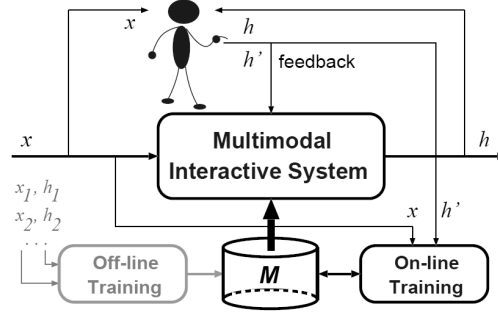 x
h
h' feedback
x
Multimodal
Interactive System
h
x1, h1
x2, h2
...
x
h'
Off-line
Training
M
On-line
Training